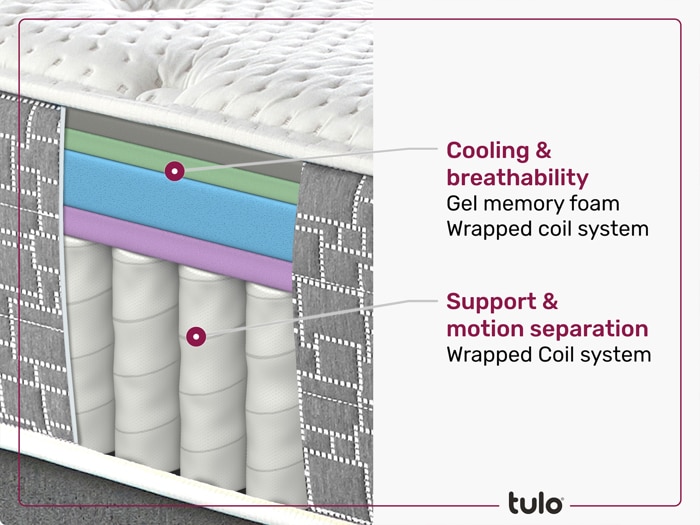 Cooling &
breathability
Gel memory foam
Wrapped coil system
Support &
motion separation
Wrapped Coil system
tulo